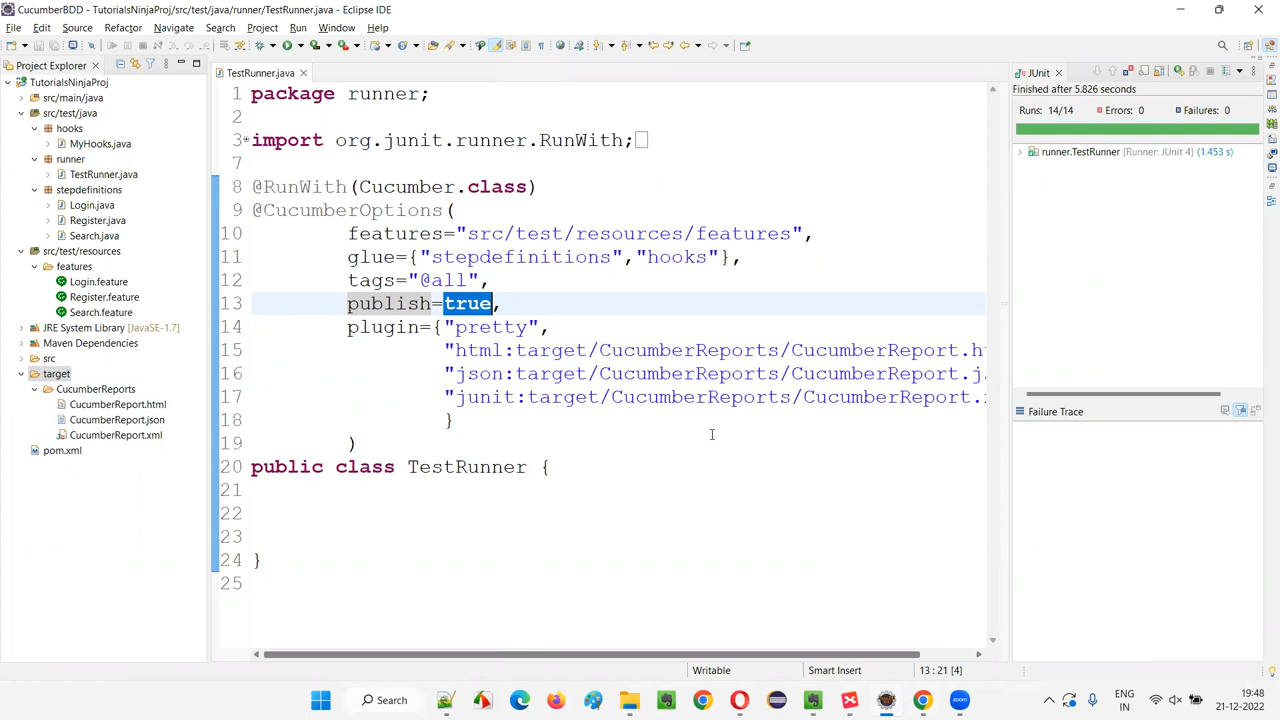 CucumberBDD - TutorialsNinjaProj/src/test/java/runner/TestRunner.java - Eclipse IDE
File Edit Source Refactor Navigate Search Project Run Window Help
Project Explorer
TestRunner.java
JUnit
TutorialsNinjaProj
src/main/java
src/test/java
hooks
MyHooks.java
runner
TestRunner.java
stepdefinitions
Login.java
Register.java
Search.java
src/test/resources
features
Login.feature
Register.feature
Search.feature
JRE System Library [JavaSE-1.7]
Maven Dependencies
src
target
CucumberReports
CucumberReport.html
CucumberReport.json
CucumberReport.xml
pom.xml
1 package runner;
2
3 import org.junit.runner.RunWith;
7
8 @RunWith(Cucumber.class)
9 @CucumberOptions(
10 features="src/test/resources/features",
11 glue={"stepdefinitions","hooks"},
12 tags="@all",
13 publish=true,
14 plugin={"pretty",
15 "html:target/CucumberReports/CucumberReport.h
16 "json:target/CucumberReports/CucumberReport.j
17 "junit:target/CucumberReports/CucumberReport.
18 }
19 )
20 public class TestRunner {
21
22
23
24 }
25
Finished after 5.826 seconds
Runs: 14/14 Errors: 0 Failures: 0
runner.TestRunner [Runner: JUnit 4] (1.453 s)
Failure Trace
Writable Smart Insert 13 : 21 [4]
Search
ENG
IN
19:48
21-12-2022